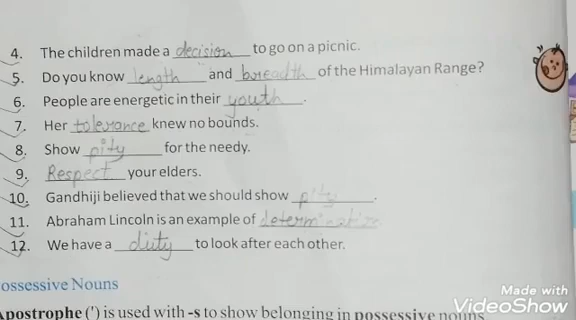 4. The children made a decision to go on a picnic.
5. Do you know length and breadth of the Himalayan Range?
6. People are energetic in their youth.
7. Her tolerance knew no bounds.
8. Show pity for the needy.
9. Respect your elders.
10. Gandhiji believed that we should show pity.
11. Abraham Lincoln is an example of determination
12. We have a duty to look after each other.
ossessive Nouns
Apostrophe (') is used with -s to show belonging in possessive nouns
Made with
VideoShow